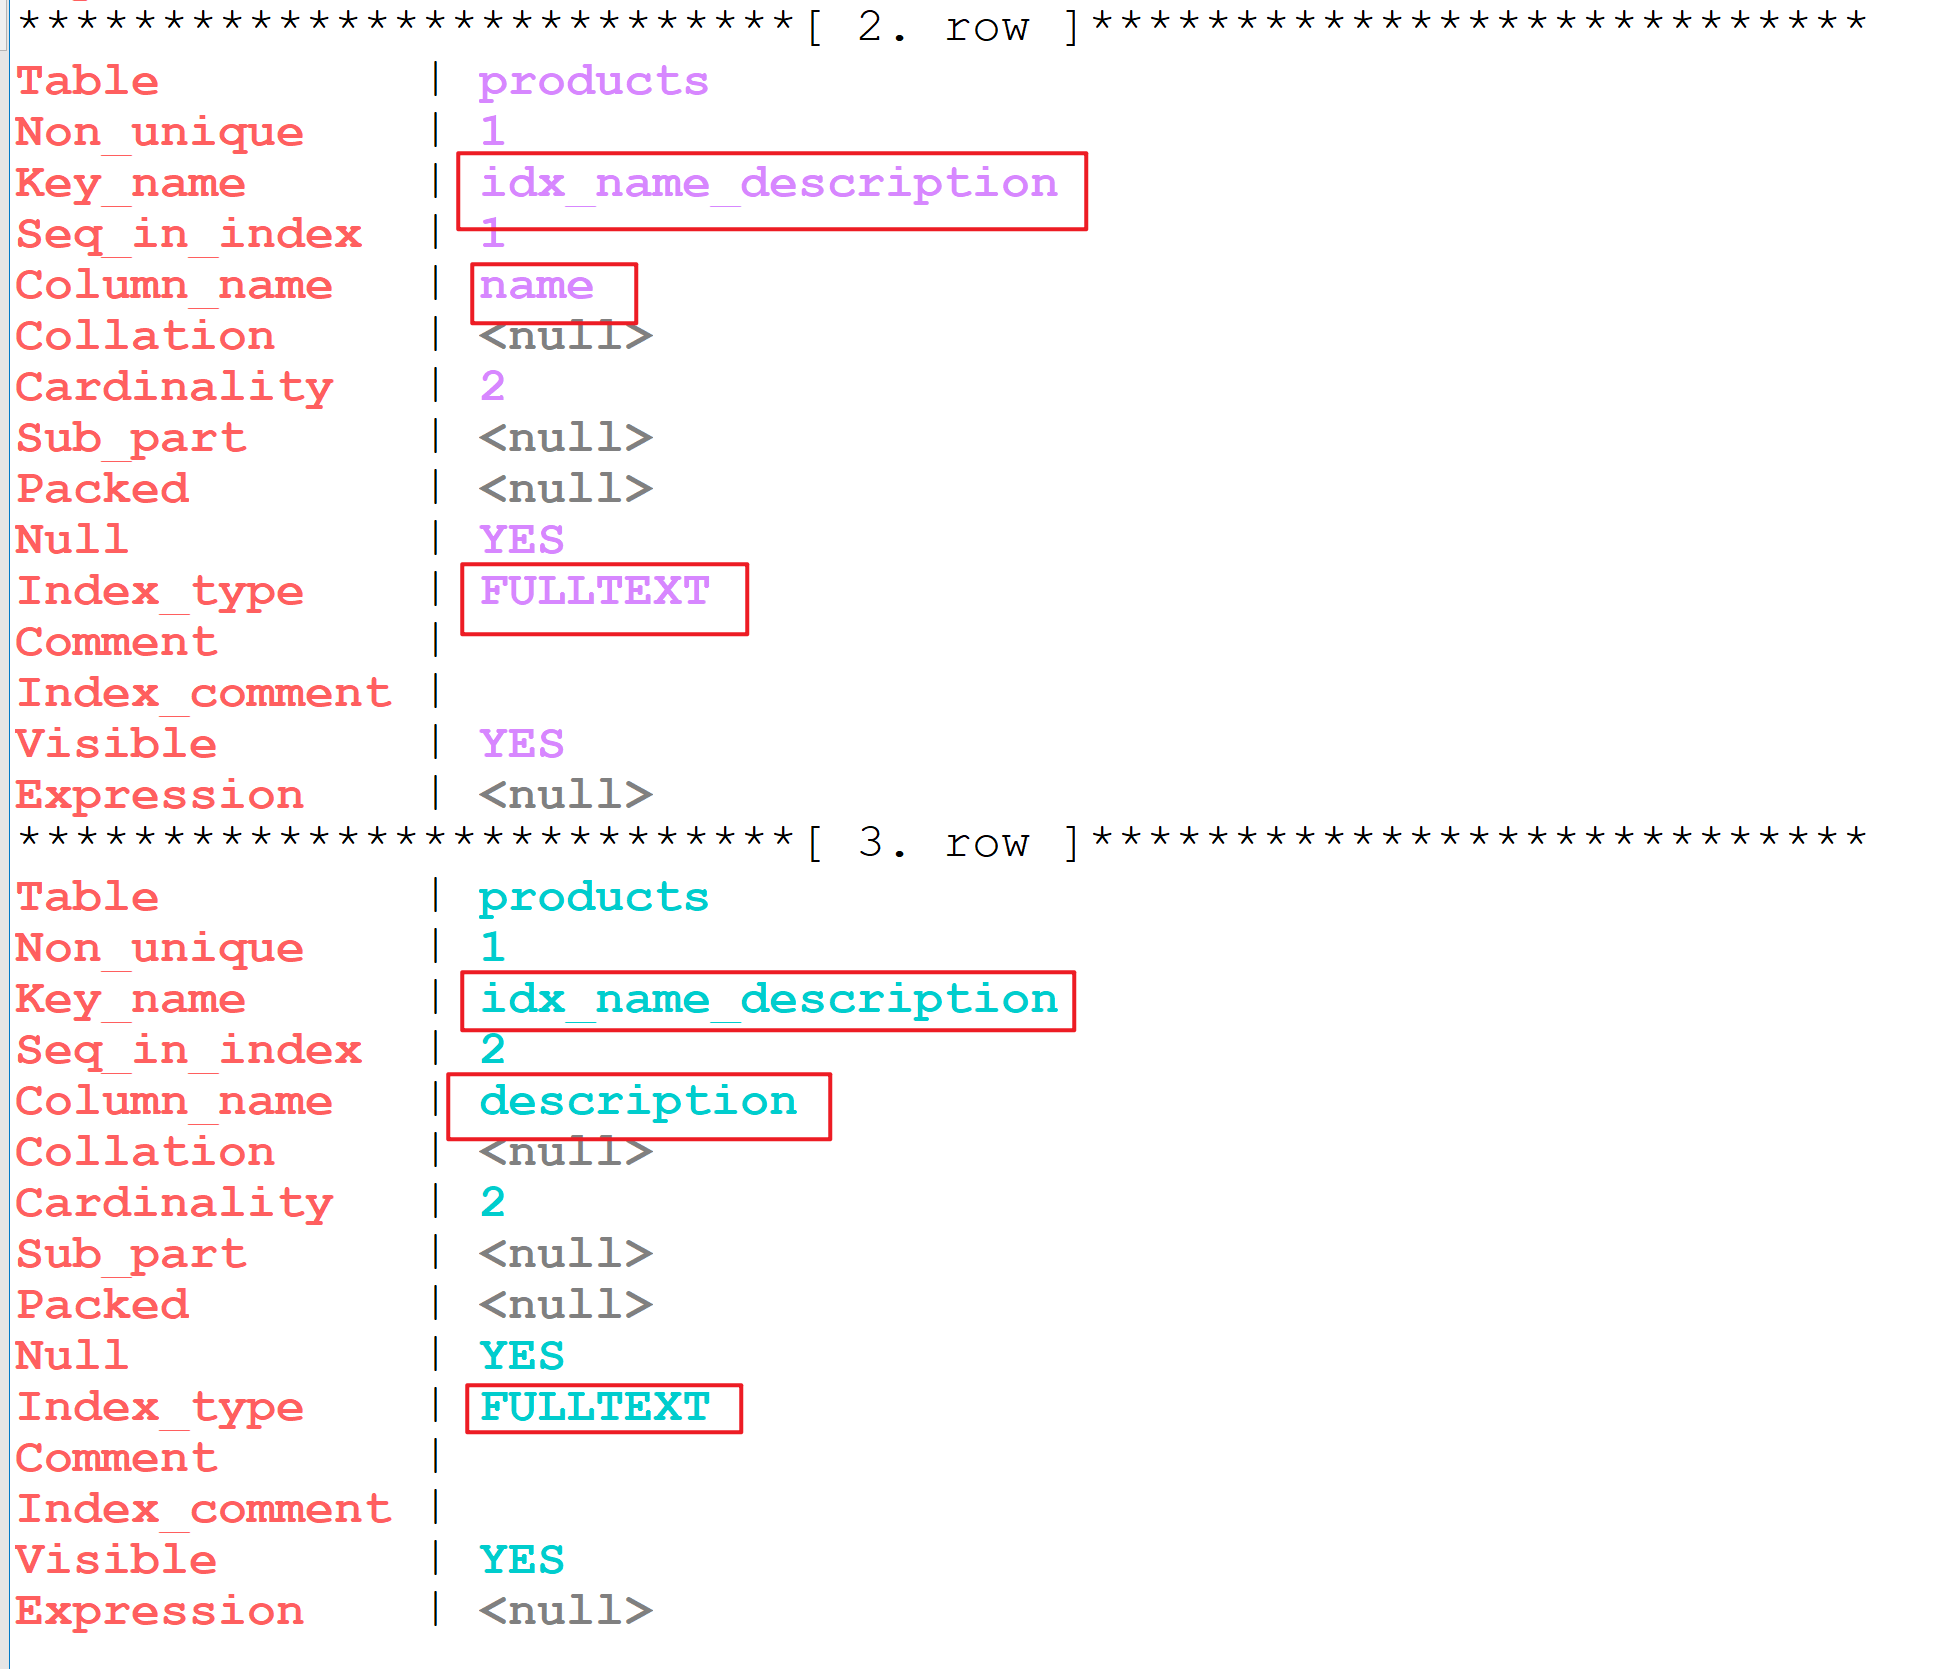 ***************************[ 2. row ]***************************
Table         | products
Non_unique    | 1
Key_name      | idx_name_description
Seq_in_index  | 1
Column_name   | name
Collation     | <null>
Cardinality   | 2
Sub_part      | <null>
Packed        | <null>
Null          | YES
Index_type    | FULLTEXT
Comment       |
Index_comment |
Visible       | YES
Expression    | <null>
***************************[ 3. row ]***************************
Table         | products
Non_unique    | 1
Key_name      | idx_name_description
Seq_in_index  | 2
Column_name   | description
Collation     | <null>
Cardinality   | 2
Sub_part      | <null>
Packed        | <null>
Null          | YES
Index_type    | FULLTEXT
Comment       |
Index_comment |
Visible       | YES
Expression    | <null>